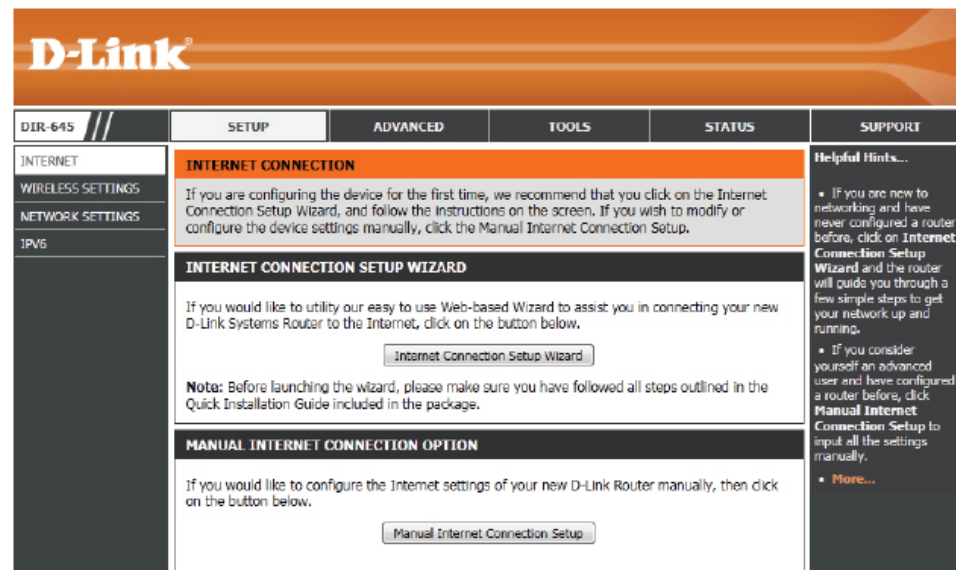 D-Link®
DIR-645
SETUP
ADVANCED
TOOLS
STATUS
SUPPORT
INTERNET
WIRELESS SETTINGS
NETWORK SETTINGS
IPV6
INTERNET CONNECTION
If you are configuring the device for the first time, we recommend that you click on the Internet
Connection Setup Wizard, and follow the instructions on the screen. If you wish to modify or
configure the device settings manually, click the Manual Internet Connection Setup.
INTERNET CONNECTION SETUP WIZARD
If you would like to utility our easy to use Web-based Wizard to assist you in connecting your new
D-Link Systems Router to the Internet, click on the button below.
Internet Connection Setup Wizard
Note: Before launching the wizard, please make sure you have followed all steps outlined in the
Quick Installation Guide included in the package.
MANUAL INTERNET CONNECTION OPTION
If you would like to configure the Internet settings of your new D-Link Router manually, then click
on the button below.
Manual Internet Connection Setup
Helpful Hints...
• If you are new to
networking and have
never configured a router
before, click on Internet
Connection Setup
Wizard and the router
will guide you through a
few simple steps to get
your network up and
running.
• If you consider
yourself an advanced
user and have configured
a router before, click
Manual Internet
Connection Setup to
input all the settings
manually.
• More...